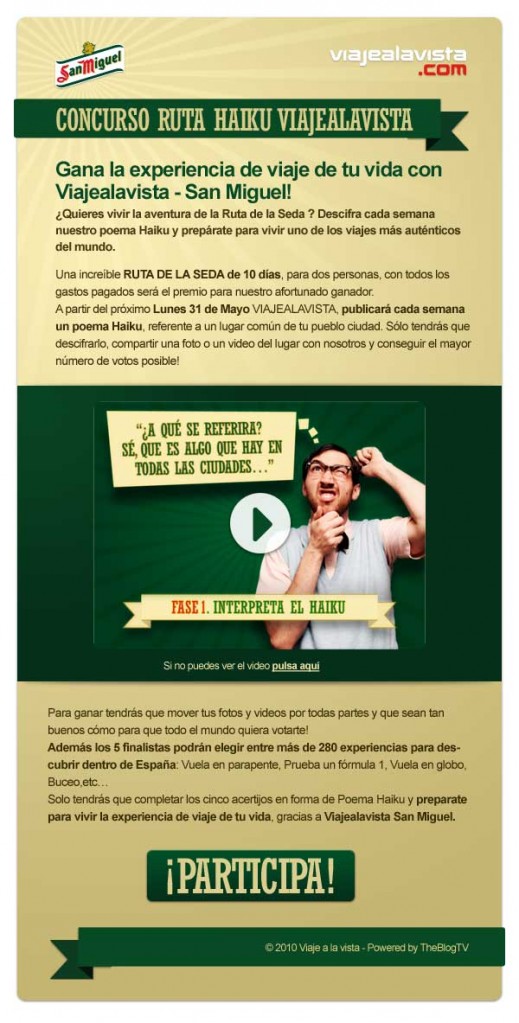 San Miguel
viajealavista
.com
CONCURSO RUTA HAIKU VIAJEALAVISTA
Gana la experiencia de viaje de tu vida con
Viajealavista - San Miguel!
¿Quieres vivir la aventura de la Ruta de la Seda ? Descifra cada semana
nuestro poema Haiku y prepárate para vivir uno de los viajes más auténticos
del mundo.
Una increíble RUTA DE LA SEDA de 10 días, para dos personas, con todos los
gastos pagados será el premio para nuestro afortunado ganador.
A partir del próximo Lunes 31 de Mayo VIAJEALAVISTA, publicará cada semana
un poema Haiku, referente a un lugar común de tu pueblo ciudad. Sólo tendrás que
descifrarlo, compartir una foto o un video del lugar con nosotros y conseguir el mayor
número de votos posible!
“¿A QUÉ SE REFERIRA?
SÉ, QUE ES ALGO QUE HAY EN
TODAS LAS CIUDADES...”
FASE 1. INTERPRETA EL HAIKU
Si no puedes ver el video pulsa aqui
Para ganar tendrás que mover tus fotos y videos por todas partes y que sean tan
buenos cómo para que todo el mundo quiera votarte!
Además los 5 finalistas podrán elegir entre más de 280 experiencias para des-
cubrir dentro de España: Vuela en parapente, Prueba un fórmula 1, Vuela en globo,
Buceo,etc…
Solo tendrás que completar los cinco acertijos en forma de Poema Haiku y preparate
para vivir la experiencia de viaje de tu vida, gracias a Viajealavista San Miguel.
¡PARTICIPA!
© 2010 Viaje a la vista - Powered by TheBlogTV